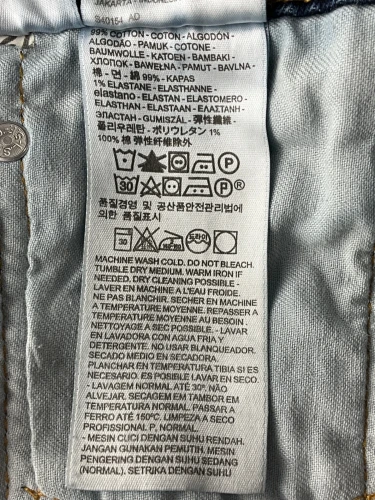 JAKARTA - INDONESI
340154 AD
99% COTTON - COTON - ALGODÓN -
ALGODÃO - PAMUK - COTONE -
BAUMWOLLE - KATOEN - BAMBAKI -
ХЛОПОК - BAWEŁNA - PAMUT - BAVLNA -
棉 - 면 - 綿 99% - KAPAS
1% ELASTANE - ELASTHANNE -
elastano - ELASTAN - ELASTOMERO -
ELASTHAN - ELASTAAN - ΕΛΑΣΤΑΝΗ -
ЭЛАСТАН - GUMISZÁL - 弹性纖維 -
폴리우레탄 - ポリウレタン 1%
100% 棉 弹性纤维除外
P
30 P ®
품질경영 및 공산품안전관리법에
의한 품질표시
30 드라이
MACHINE WASH COLD. DO NOT BLEACH.
TUMBLE DRY MEDIUM. WARM IRON IF
NEEDED. DRY CLEANING POSSIBLE -
LAVER EN MACHINE A L'EAU FROIDE.
NE PAS BLANCHIR. SECHER EN MACHINE
A TEMPERATURE MOYENNE. REPASSER A
TEMPERATURE MOYENNE AU BESOIN.
NETTOYAGE A SEC POSSIBLE. - LAVAR
EN LAVADORA CON AGUA FRIA Y
DETERGENTE. NO USAR BLANQUEADOR.
SECADO MEDIO EN SECADORA.
PLANCHAR EN TEMPERATURA TIBIA SI ES
NECESARIO. ES POSIBLE LAVAR EN SECO.
- LAVAGEM NORMAL ATÉ 30º. NÃO
ALVEJAR. SECAGEM EM TAMBOR EM
TEMPERATURA NORMAL. PASSAR A
FERRO ATÉ 150ºC. LIMPEZA A SECO
PROFISSIONAL P, NORMAL.
- MESIN CUCI DENGAN SUHU RENDAH.
JANGAN GUNAKAN PEMUTIH. MESIN
PENGERING DENGAN SUHU SEDANG
(NORMAL). SETRIKA DENGAN SUHU